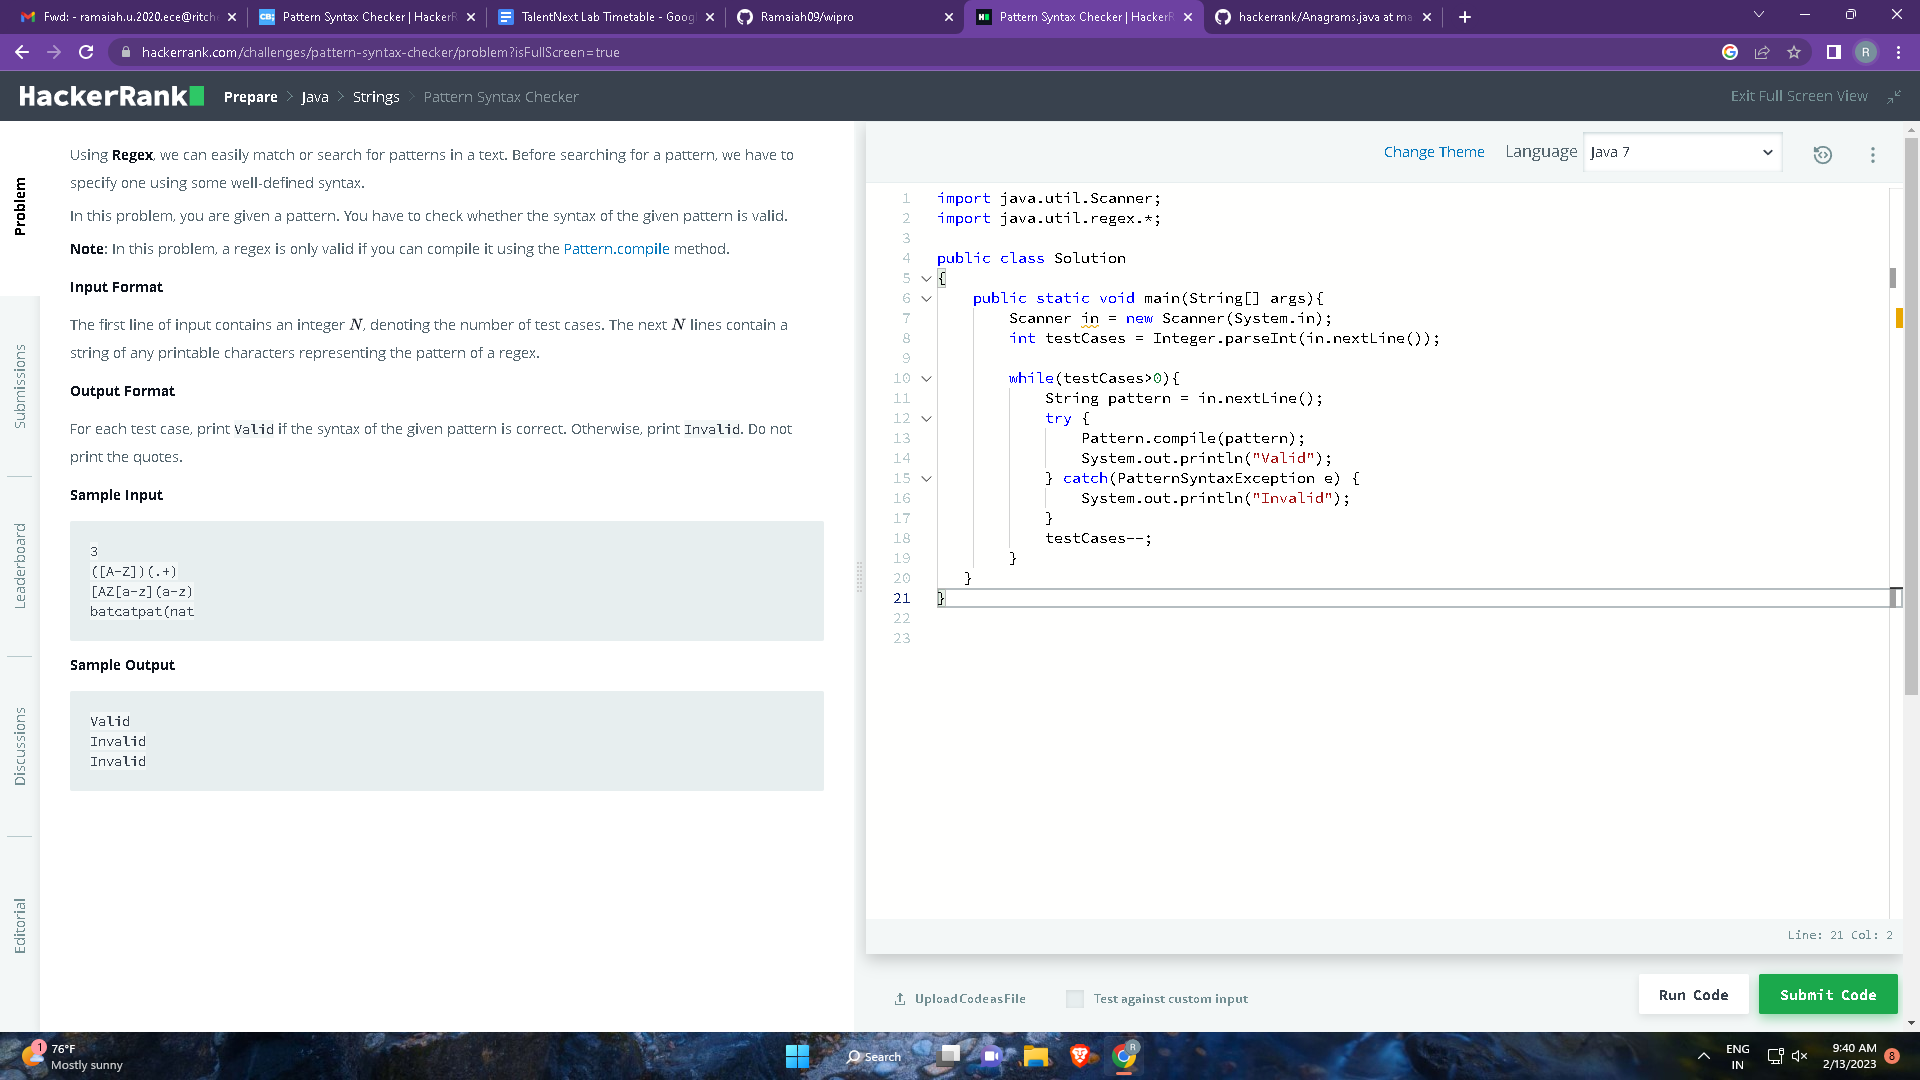 Fwd: - ramaiah.u.2020.ece@ritch
Pattern Syntax Checker | HackerR
TalentNext Lab Timetable - Googl
Ramaiah09/wipro
Pattern Syntax Checker | HackerR
hackerrank/Anagrams.java at ma
hackerrank.com/challenges/pattern-syntax-checker/problem?isFullScreen=true
R
HackerRank
Prepare > Java > Strings > Pattern Syntax Checker
Exit Full Screen View
Problem
Submissions
Leaderboard
Discussions
Editorial
Using Regex, we can easily match or search for patterns in a text. Before searching for a pattern, we have to
specify one using some well-defined syntax.
In this problem, you are given a pattern. You have to check whether the syntax of the given pattern is valid.
Note: In this problem, a regex is only valid if you can compile it using the Pattern.compile method.
Input Format
The first line of input contains an integer N, denoting the number of test cases. The next N lines contain a
string of any printable characters representing the pattern of a regex.
Output Format
For each test case, print Valid if the syntax of the given pattern is correct. Otherwise, print Invalid. Do not
print the quotes.
Sample Input
3
([A-Z])(.+)
[AZ[a-z](a-z)
batcatpat(nat
Sample Output
Valid
Invalid
Invalid
Change Theme
Language
Java 7
1 import java.util.Scanner;
2 import java.util.regex.*;
3
4 public class Solution
5 {
6 public static void main(String[] args){
7 Scanner in = new Scanner(System.in);
8 int testCases = Integer.parseInt(in.nextLine());
9
10 while(testCases>0){
11 String pattern = in.nextLine();
12 try {
13 Pattern.compile(pattern);
14 System.out.println("Valid");
15 } catch(PatternSyntaxException e) {
16 System.out.println("Invalid");
17 }
18 testCases--;
19 }
20 }
21 }
22
23
Line: 21 Col: 2
Upload Code as File
Test against custom input
Run Code
Submit Code
1
76°F
Mostly sunny
Search
R
ENG
IN
9:40 AM
2/13/2023
8